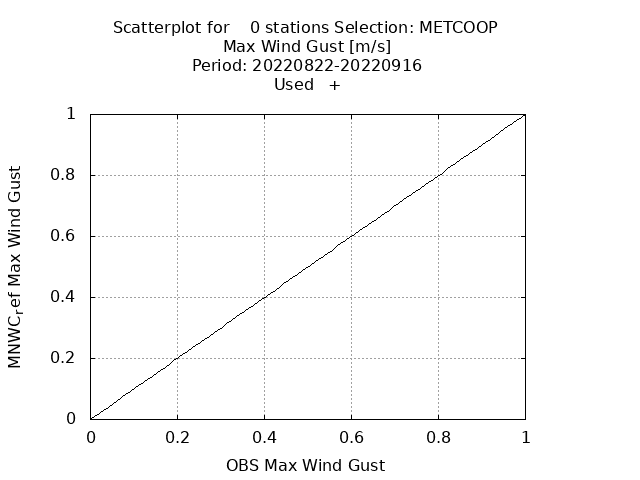 Scatterplot for    0 stations Selection: METCOOP
Max Wind Gust [m/s]
Period: 20220822-20220916
Used +
1
0.8
0.6
0.4
0.2
0
MNWCref Max Wind Gust
0 0.2 0.4 0.6 0.8 1
OBS Max Wind Gust